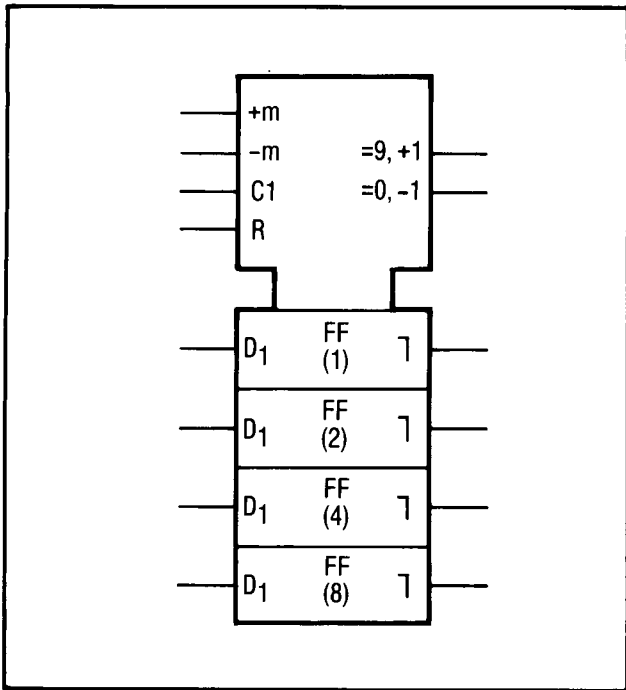 +m
-m =9, +1
C1 =0, -1
R
D1 FF ┐
(1)
D1 FF ┐
(2)
D1 FF ┐
(4)
D1 FF ┐
(8)